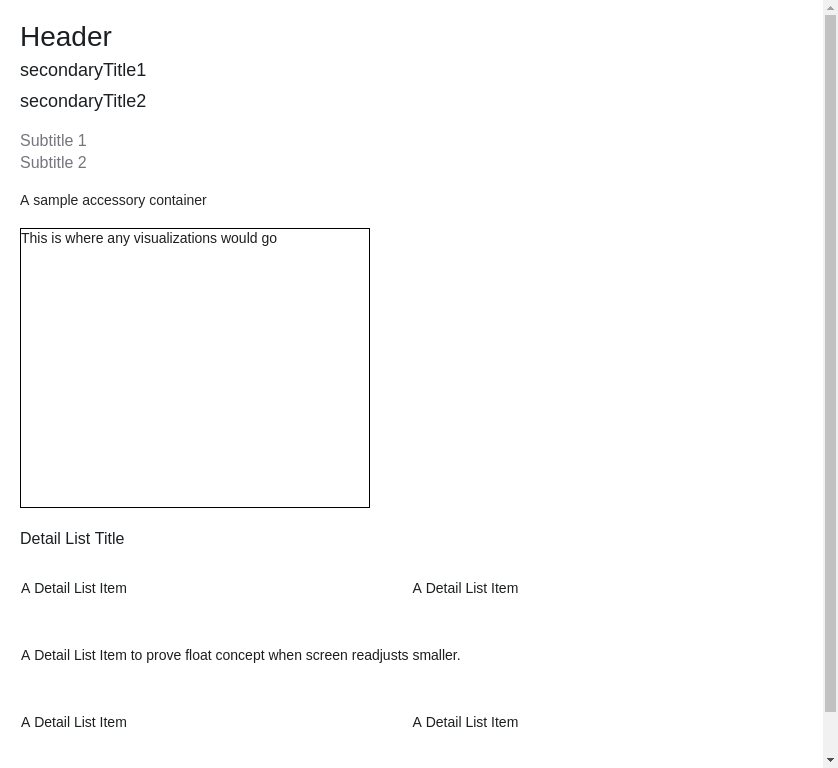 Header
secondaryTitle1
secondaryTitle2
Subtitle 1
Subtitle 2
A sample accessory container
This is where any visualizations would go
Detail List Title
A Detail List Item A Detail List Item
A Detail List Item to prove float concept when screen readjusts smaller.
A Detail List Item A Detail List Item